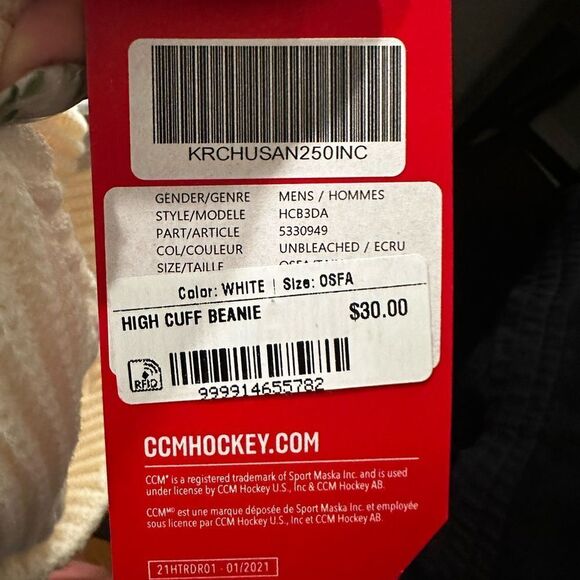 KRCHUSAN250INC
GENDER/GENRE MENS / HOMMES
STYLE/MODELE HCB3DA
PART/ARTICLE 5330949
COL/COULEUR UNBLEACHED / ECRU
SIZE/TAILLE
Color: WHITE | Size: OSFA
HIGH CUFF BEANIE $30.00
RFID
999914655782
CCMHOCKEY.COM
CCM® is a registered trademark of Sport Maska Inc. and is used
under license by CCM Hockey U.S., Inc & CCM Hockey AB.
CCMᴹᴰ est une marque déposée de Sport Maska Inc. et employée
sous licence par CCM Hockey U.S., Inc et CCM Hockey AB.
21HTRDR01 - 01/2021